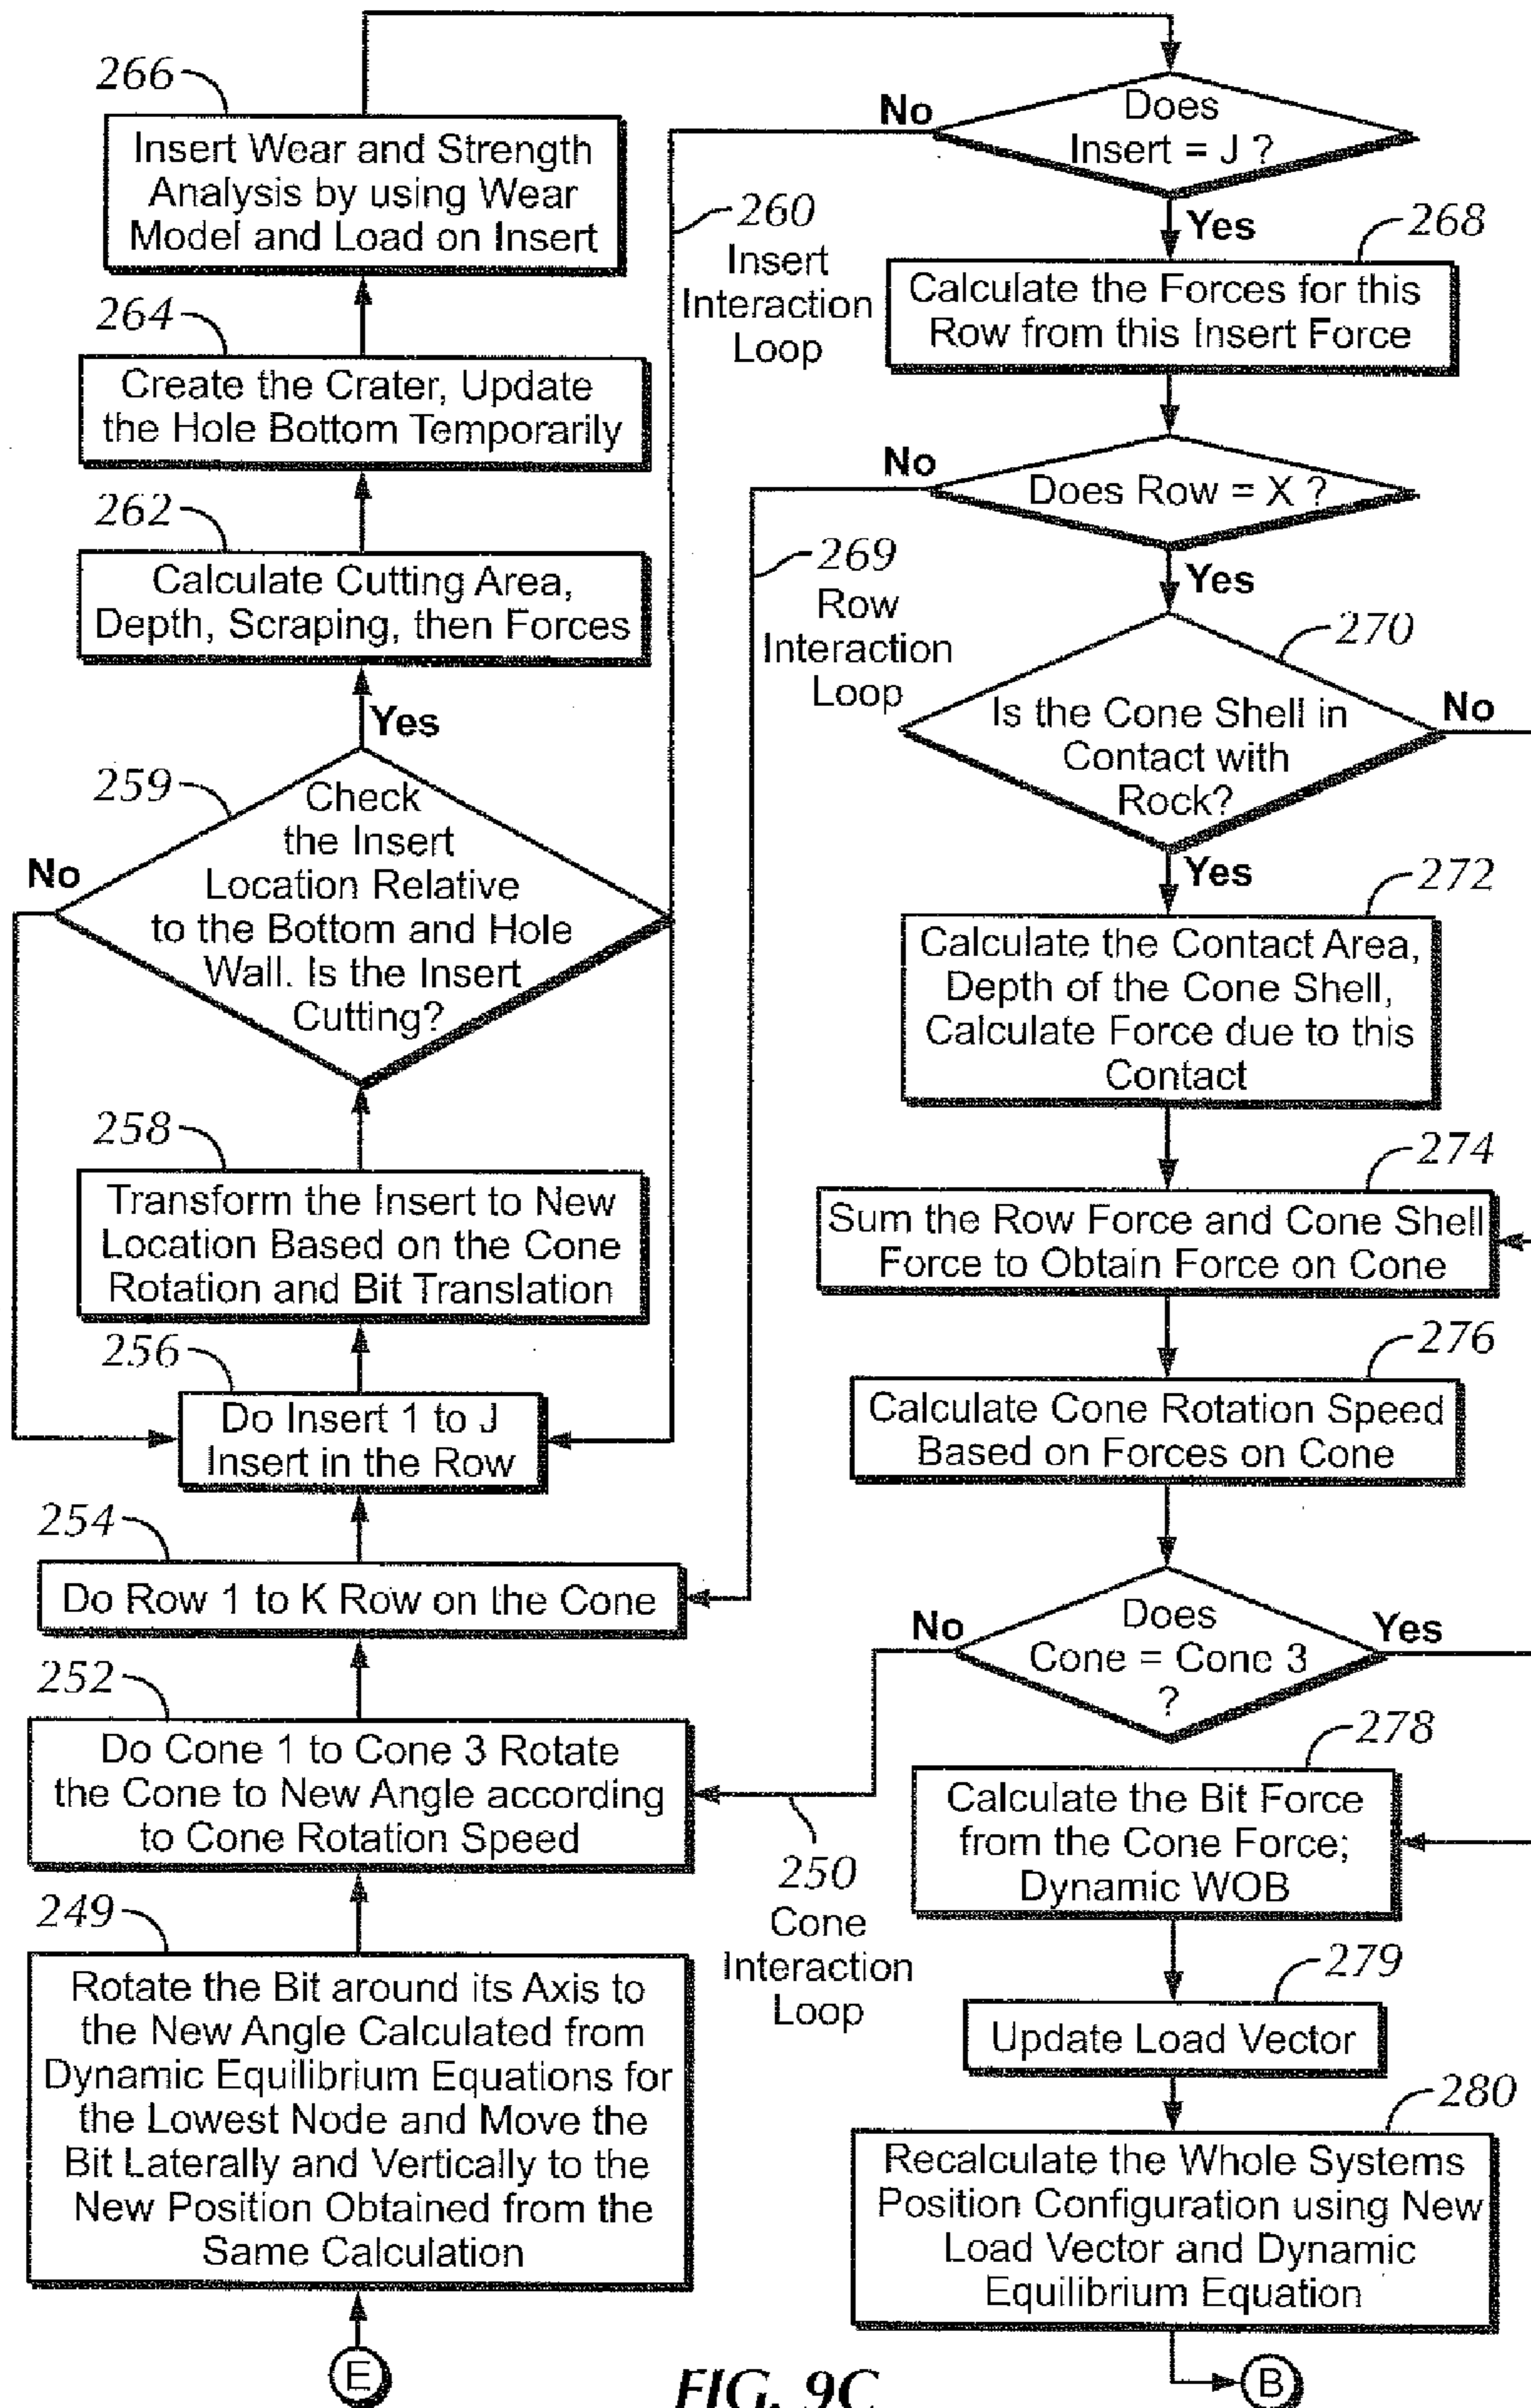 266
Insert Wear and Strength
Analysis by using Wear
Model and Load on Insert
264
Create the Crater, Update
the Hole Bottom Temporarily
262
Calculate Cutting Area,
Depth, Scraping, then Forces
Yes
259
No
Check
the Insert
Location Relative
to the Bottom and Hole
Wall. Is the Insert
Cutting?
258
Transform the Insert to New
Location Based on the Cone
Rotation and Bit Translation
256
Do Insert 1 to J
Insert in the Row
254
Do Row 1 to K Row on the Cone
252
Do Cone 1 to Cone 3 Rotate
the Cone to New Angle according
to Cone Rotation Speed
249
Rotate the Bit around its Axis to
the New Angle Calculated from
Dynamic Equilibrium Equations for
the Lowest Node and Move the
Bit Laterally and Vertically to the
New Position Obtained from the
Same Calculation
E
No
Does
Insert = J ?
260
Insert
Interaction
Loop
Yes
268
Calculate the Forces for this
Row from this Insert Force
No
Does Row = X ?
269
Row
Interaction
Loop
Yes
270
Is the Cone Shell in
Contact with
Rock?
No
Yes
272
Calculate the Contact Area,
Depth of the Cone Shell,
Calculate Force due to this
Contact
274
Sum the Row Force and Cone Shell
Force to Obtain Force on Cone
276
Calculate Cone Rotation Speed
Based on Forces on Cone
No
Does
Cone = Cone 3
?
Yes
250
Cone
Interaction
Loop
278
Calculate the Bit Force
from the Cone Force;
Dynamic WOB
279
Update Load Vector
280
Recalculate the Whole Systems
Position Configuration using New
Load Vector and Dynamic
Equilibrium Equation
B
FIG. 9C